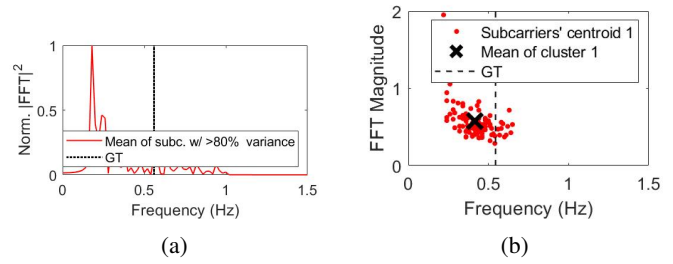 Norm. |FFT|²
1
0.5
0
Mean of subc. w/ >80% variance
GT
0 0.5 1 1.5
Frequency (Hz)
(a)
FFT Magnitude
2
1
0
Subcarriers' centroid 1
Mean of cluster 1
GT
0 0.5 1 1.5
Frequency (Hz)
(b)